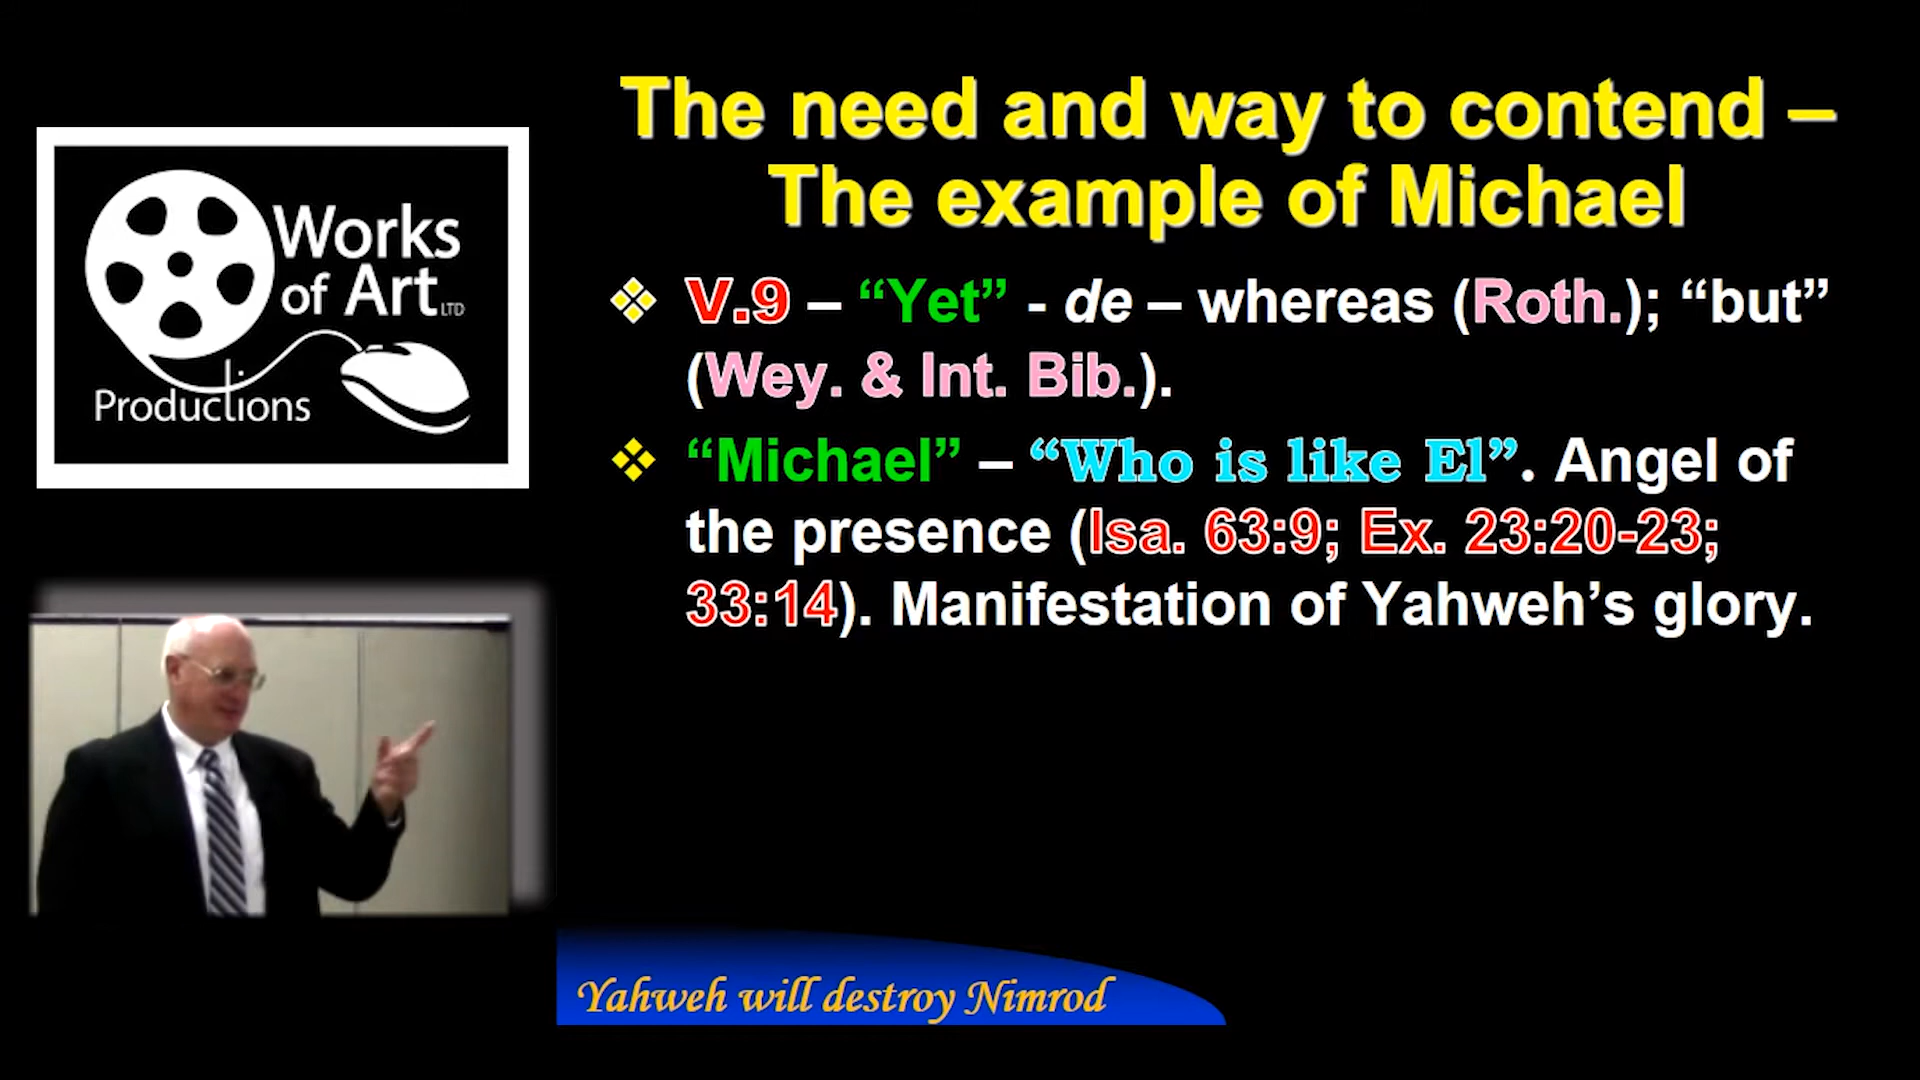 Works
of Art LTD
Productions
The need and way to contend –
The example of Michael
V.9 – “Yet” - de – whereas (Roth.); “but”
(Wey. & Int. Bib.).
“Michael” – “Who is like El”. Angel of
the presence (Isa. 63:9; Ex. 23:20-23;
33:14). Manifestation of Yahweh’s glory.
Yahweh will destroy Nimrod